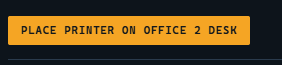 PLACE PRINTER ON OFFICE 2 DESK